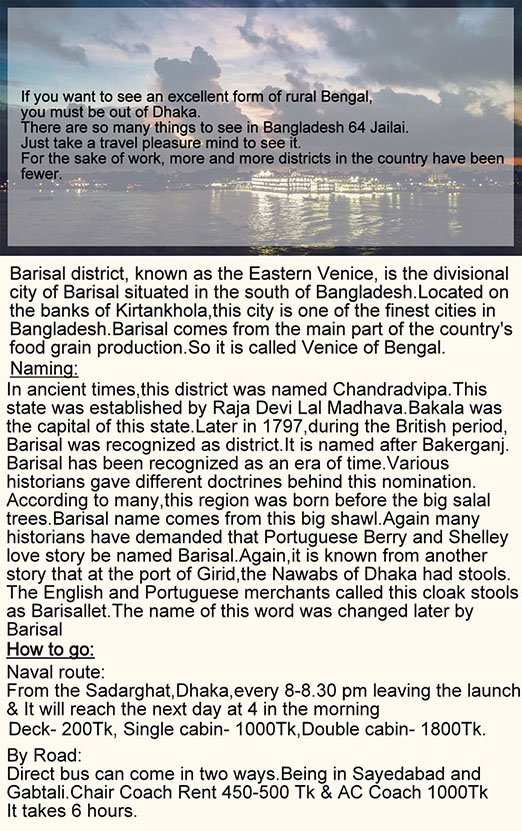 If you want to see an excellent form of rural Bengal,
you must be out of Dhaka.
There are so many things to see in Bangladesh 64 Jailai.
Just take a travel pleasure mind to see it.
For the sake of work, more and more districts in the country have been
fewer.
Barisal district, known as the Eastern Venice, is the divisional
city of Barisal situated in the south of Bangladesh.Located on
the banks of Kirtankhola,this city is one of the finest cities in
Bangladesh.Barisal comes from the main part of the country's
food grain production.So it is called Venice of Bengal.
Naming:
In ancient times,this district was named Chandradvipa.This
state was established by Raja Devi Lal Madhava.Bakala was
the capital of this state.Later in 1797,during the British period,
Barisal was recognized as district.It is named after Bakerganj.
Barisal has been recognized as an era of time.Various
historians gave different doctrines behind this nomination.
According to many,this region was born before the big salal
trees.Barisal name comes from this big shawl.Again many
historians have demanded that Portuguese Berry and Shelley
love story be named Barisal.Again,it is known from another
story that at the port of Girid,the Nawabs of Dhaka had stools.
The English and Portuguese merchants called this cloak stools
as Barisallet.The name of this word was changed later by
Barisal
How to go:
Naval route:
From the Sadarghat,Dhaka,every 8-8.30 pm leaving the launch
& It will reach the next day at 4 in the morning
Deck- 200Tk, Single cabin- 1000Tk,Double cabin- 1800Tk.
By Road:
Direct bus can come in two ways.Being in Sayedabad and
Gabtali.Chair Coach Rent 450-500 Tk & AC Coach 1000Tk
It takes 6 hours.